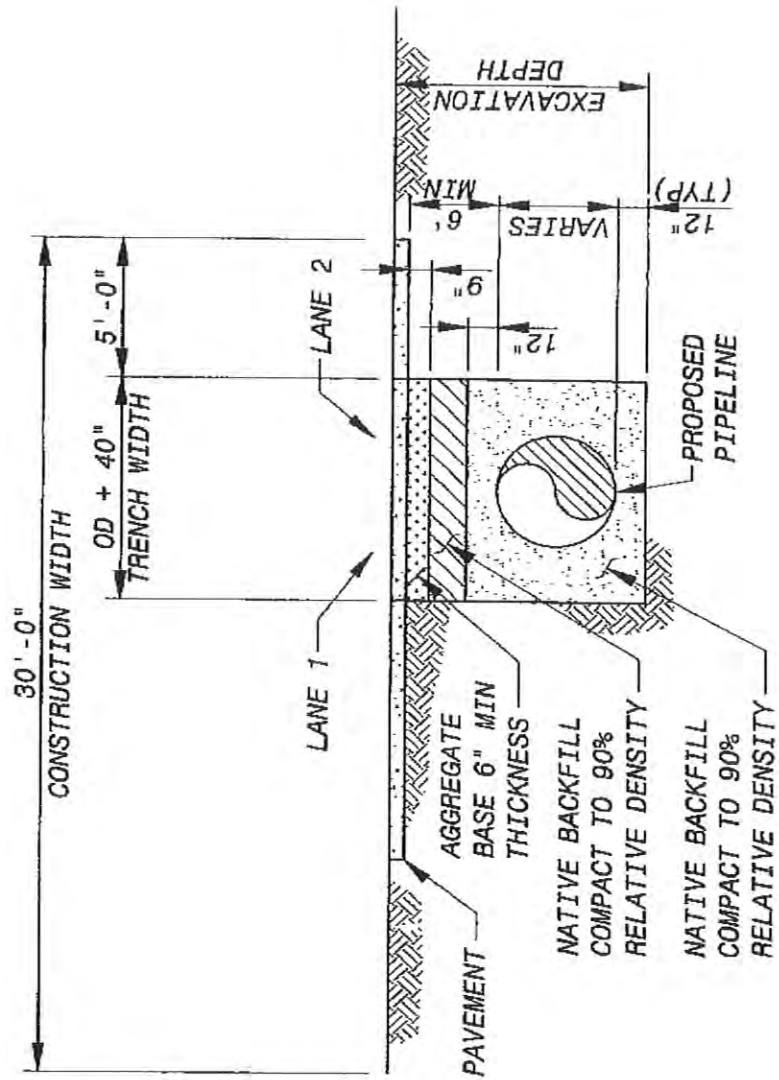 30'-0"
CONSTRUCTION WIDTH
OD + 40"
TRENCH WIDTH
5'-0"
LANE 1
LANE 2
9"
12"
6'
MIN
VARIES
12"
(TYP)
EXCAVATION
DEPTH
PAVEMENT
AGGREGATE
BASE 6" MIN
THICKNESS
NATIVE BACKFILL
COMPACT TO 90%
RELATIVE DENSITY
NATIVE BACKFILL
COMPACT TO 90%
RELATIVE DENSITY
PROPOSED
PIPELINE